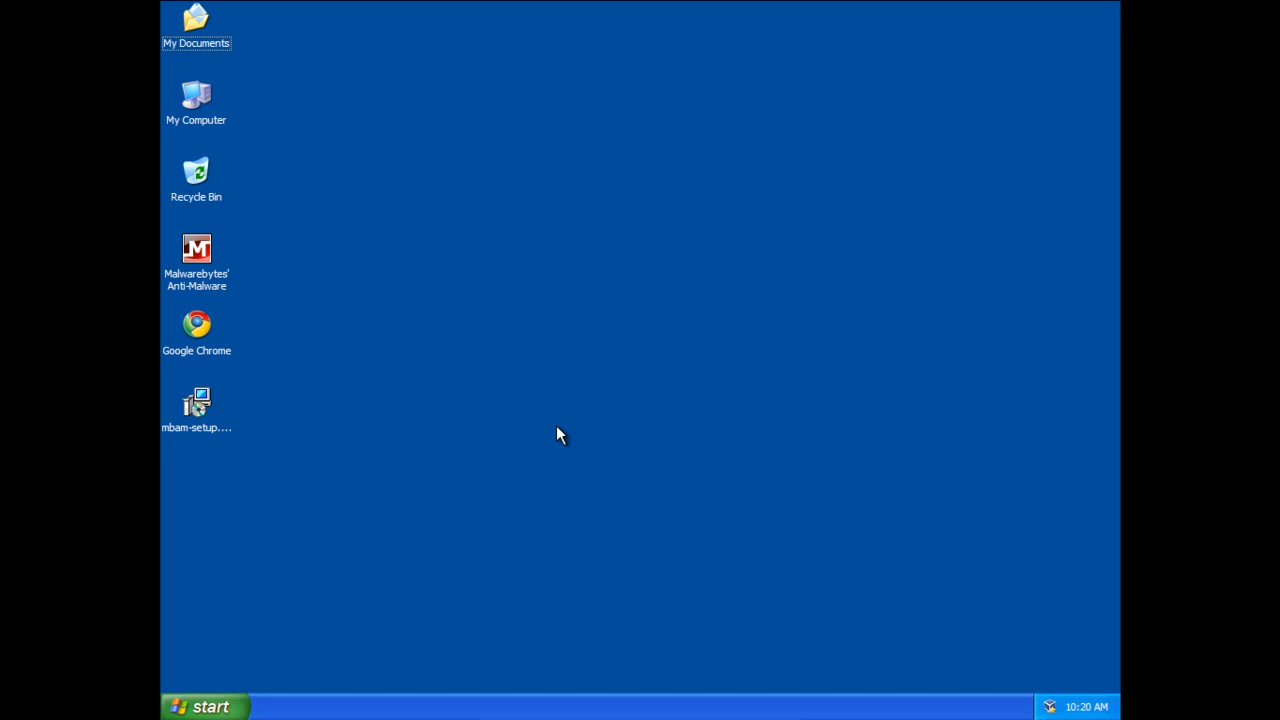 My Documents
My Computer
Recycle Bin
Malwarebytes'
Anti-Malware
Google Chrome
mbam-setup....
start
10:20 AM